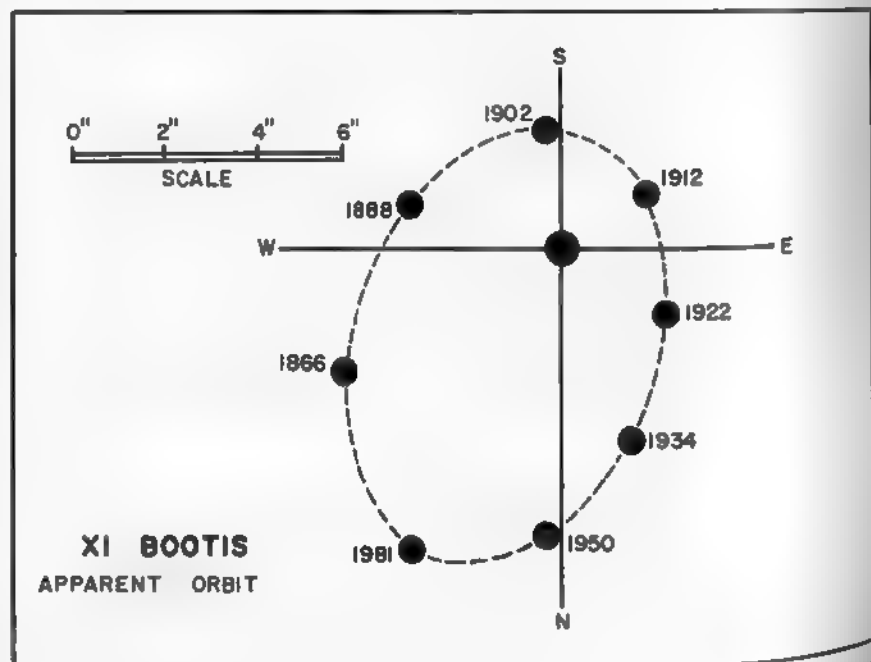 S
1902
0" 2" 4" 6"
SCALE
1912
1888
W E
1922
1866
1934
XI BOOTIS
1981
1950
APPARENT ORBIT
N